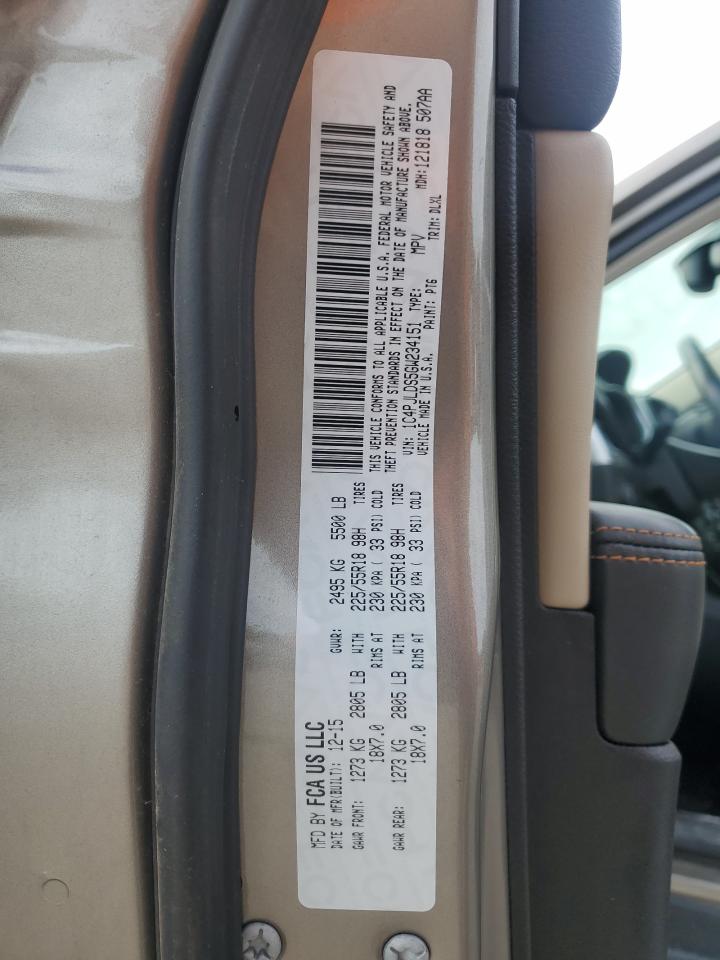 MFD BY FCA US LLC
DATE OF MFR(BUILT): 12-15 GVWR: 2495 KG 5500 LB
GAWR FRONT: 1273 KG 2805 LB WITH 225/55R18 98H TIRES
18X7.0 RIMS AT 230 KPA ( 33 PSI) COLD
GAWR REAR: 1273 KG 2805 LB WITH 225/55R18 98H TIRES
18X7.0 RIMS AT 230 KPA ( 33 PSI) COLD
THIS VEHICLE CONFORMS TO ALL APPLICABLE U.S.A. FEDERAL MOTOR VEHICLE SAFETY AND
THEFT PREVENTION STANDARDS IN EFFECT ON THE DATE OF MANUFACTURE SHOWN ABOVE.
VIN: 1C4PJLDS5GW234151 TYPE: MPV MDH: 121818 507AA
VEHICLE MADE IN U.S.A. PAINT: PTG TRIM: DLXL